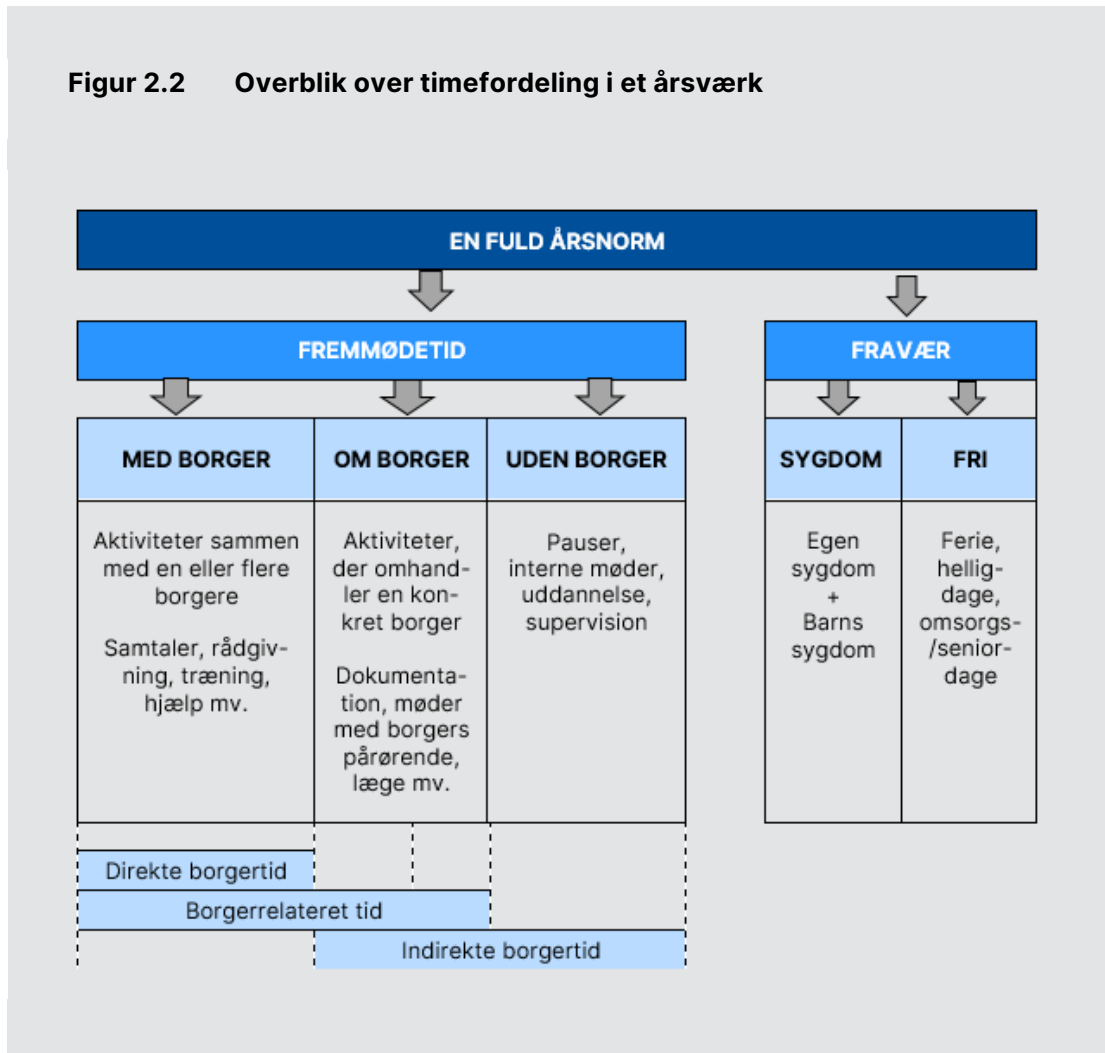 Figur 2.2 Overblik over timefordeling i et årsværk
EN FULD ÅRSNORM
FREMMØDETID
FRAVÆR
MED BORGER
OM BORGER
UDEN BORGER
SYGDOM
FRI
Aktiviteter sammen
med en eller flere
borgere
Samtaler, rådgiv-
ning, træning,
hjælp mv.
Aktiviteter,
der omhand-
ler en kon-
kret borger
Dokumenta-
tion, møder
med borgers
pårørende,
læge mv.
Pauser,
interne møder,
uddannelse,
supervision
Egen
sygdom
+
Barns
sygdom
Ferie,
hellig-
dage,
omsorgs-
/senior-
dage
Direkte borgertid
Borgerrelateret tid
Indirekte borgertid